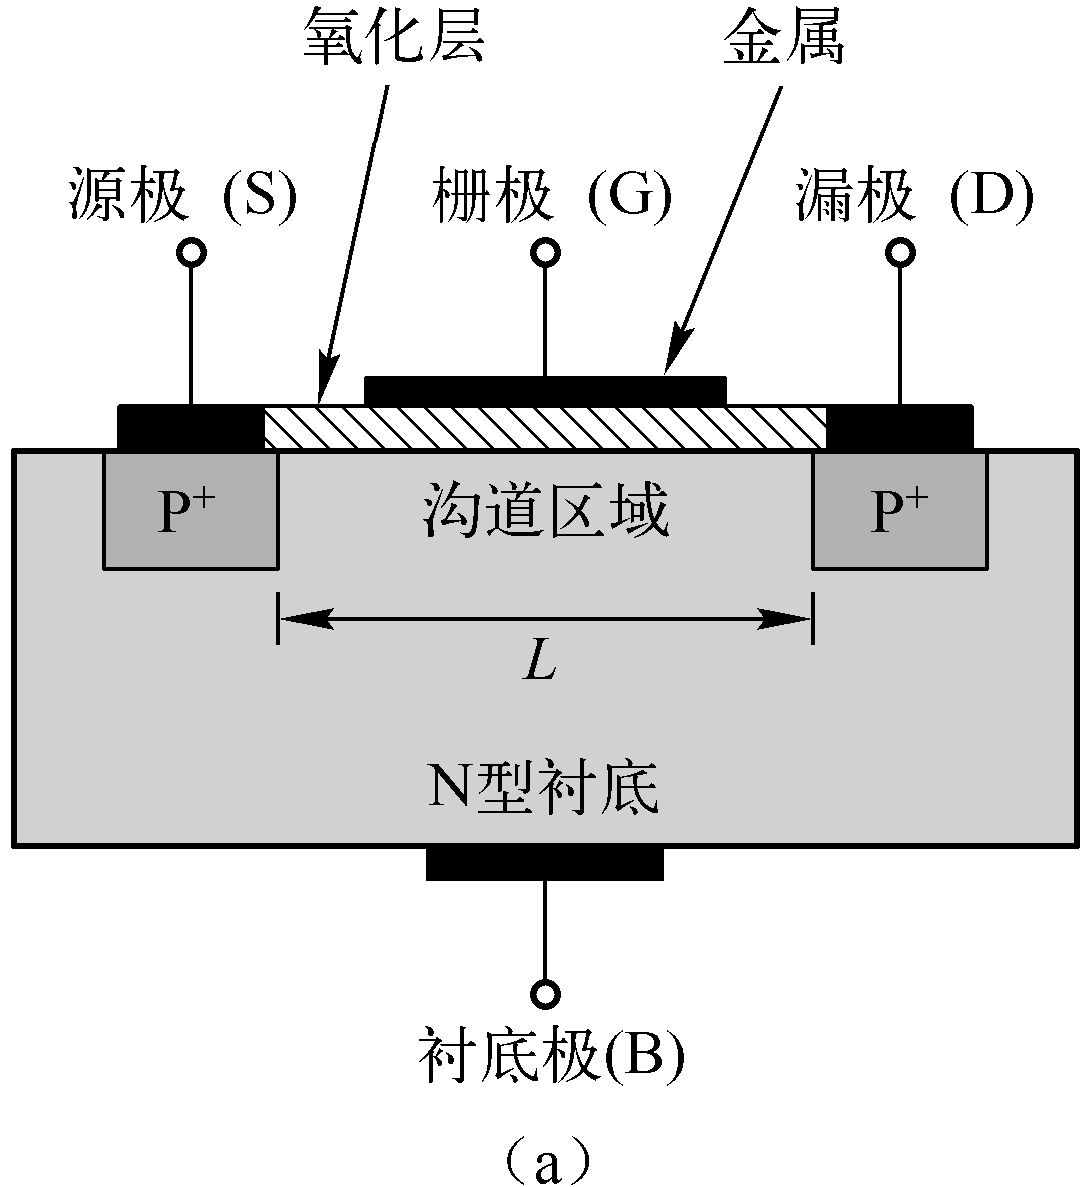 氧化层 金属
源极 (S) 栅极 (G) 漏极 (D)
P+ 沟道区域 P+
L
N型衬底
衬底极(B)
（a）